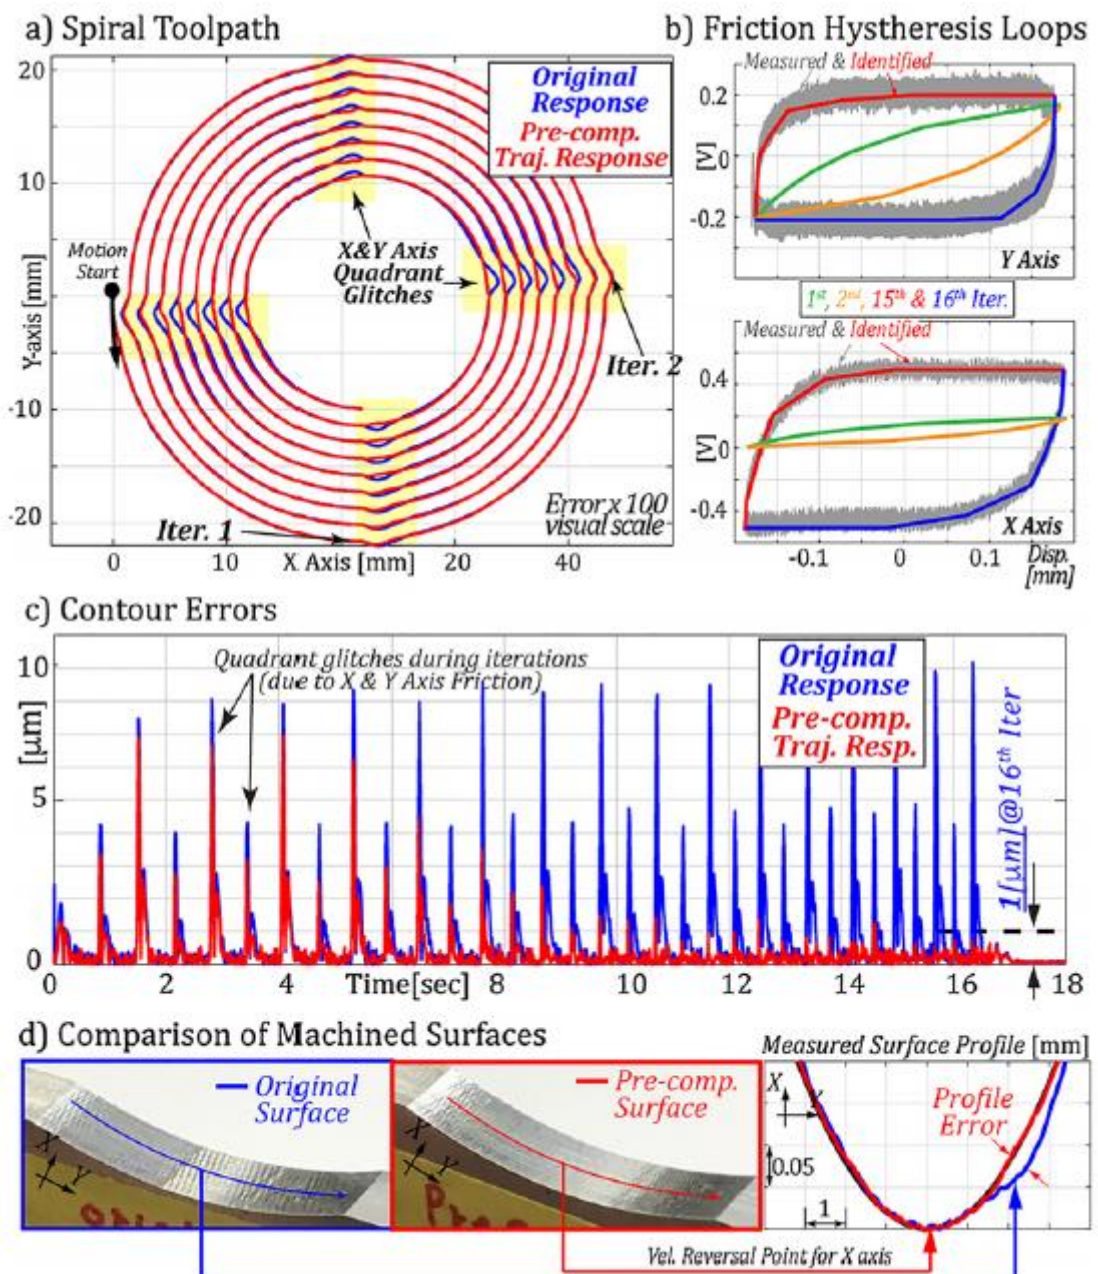 a) Spiral Toolpath
20
10
-10
-20
Y-axis [mm]
Original
Response
Pre-comp.
Traj. Response
Motion
Start
X&Y Axis
Quadrant
Glitches
Iter. 2
Iter. 1
Error x 100
visual scale
0
10
X Axis [mm]
20
40
b) Friction Hystheresis Loops
Measured & Identified
0.2
0
-0.2
[V]
Y Axis
1st, 2nd, 15th & 16th Iter.
Measured & Identified
0.4
0
-0.4
[V]
X Axis
-0.1
0
0.1
Disp.
[mm]
c) Contour Errors
10
5
0
[μm]
Quadrant glitches during iterations
(due to X & Y Axis Friction)
Original
Response
Pre-comp.
Traj. Resp.
1[μm]@16th Iter
0
2
4
Time[sec]
8
10
12
14
16
18
d) Comparison of Machined Surfaces
Original
Surface
X
Y
Pre-comp.
Surface
X
Y
Measured Surface Profile [mm]
X
Y
Profile
Error
0.05
1
Vel. Reversal Point for X axis